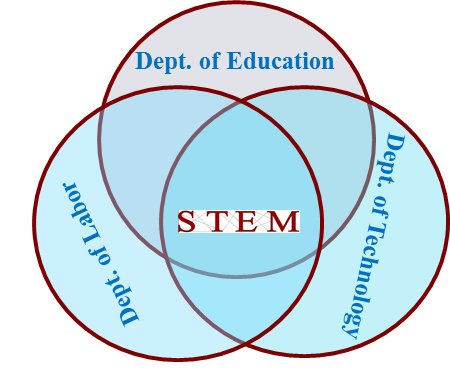 Dept. of Education
Dept. of Labor
STEM
Dept. of Technology